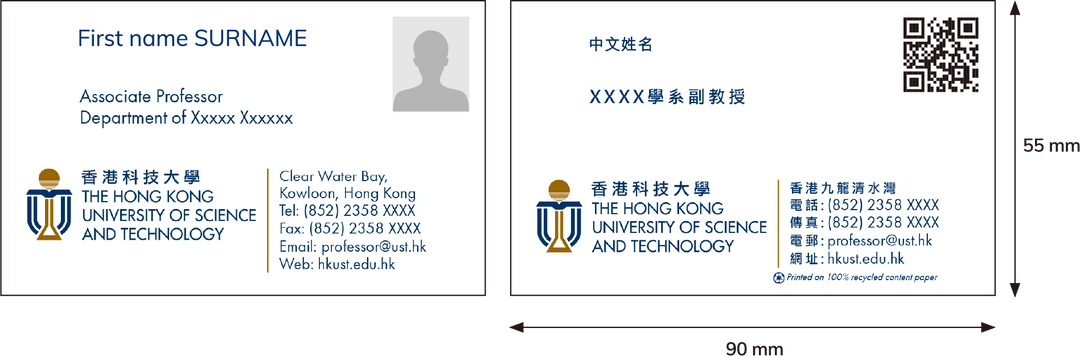 First name SURNAME
Associate Professor
Department of Xxxxx Xxxxxx
香港科技大學
THE HONG KONG
UNIVERSITY OF SCIENCE
AND TECHNOLOGY
Clear Water Bay,
Kowloon, Hong Kong
Tel: (852) 2358 XXXX
Fax: (852) 2358 XXXX
Email: professor@ust.hk
Web: hkust.edu.hk
中文姓名
XXXX學系副教授
香港科技大學
THE HONG KONG
UNIVERSITY OF SCIENCE
AND TECHNOLOGY
香港九龍清水灣
電話: (852) 2358 XXXX
傳真: (852) 2358 XXXX
電郵: professor@ust.hk
網址: hkust.edu.hk
Printed on 100% recycled content paper
55 mm
90 mm